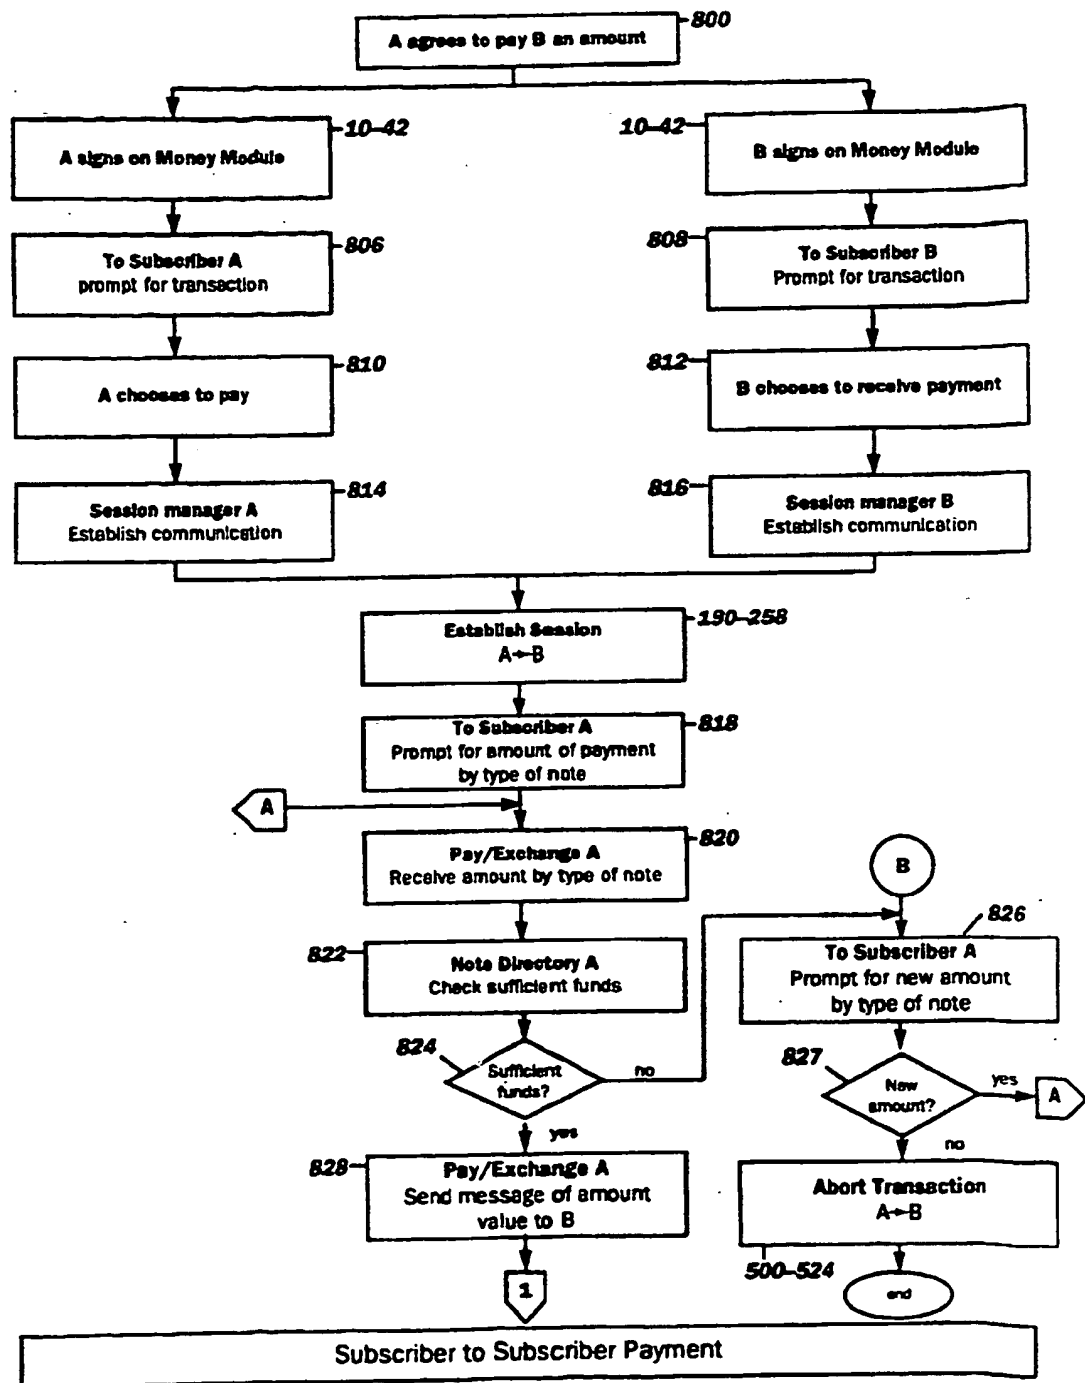 800
A agrees to pay B an amount
10–42
A signs on Money Module
10–42
B signs on Money Module
806
To Subscriber A
prompt for transaction
808
To Subscriber B
Prompt for transaction
810
A chooses to pay
812
B chooses to receive payment
814
Session manager A
Establish communication
816
Session manager B
Establish communication
190–258
Establish Session
A→B
818
To Subscriber A
Prompt for amount of payment
by type of note
A
820
Pay/Exchange A
Receive amount by type of note
822
Note Directory A
Check sufficient funds
824
Sufficient
funds?
no
yes
828
Pay/Exchange A
Send message of amount
value to B
1
B
826
To Subscriber A
Prompt for new amount
by type of note
827
New
amount?
yes
A
no
Abort Transaction
A→B
500–524
end
Subscriber to Subscriber Payment